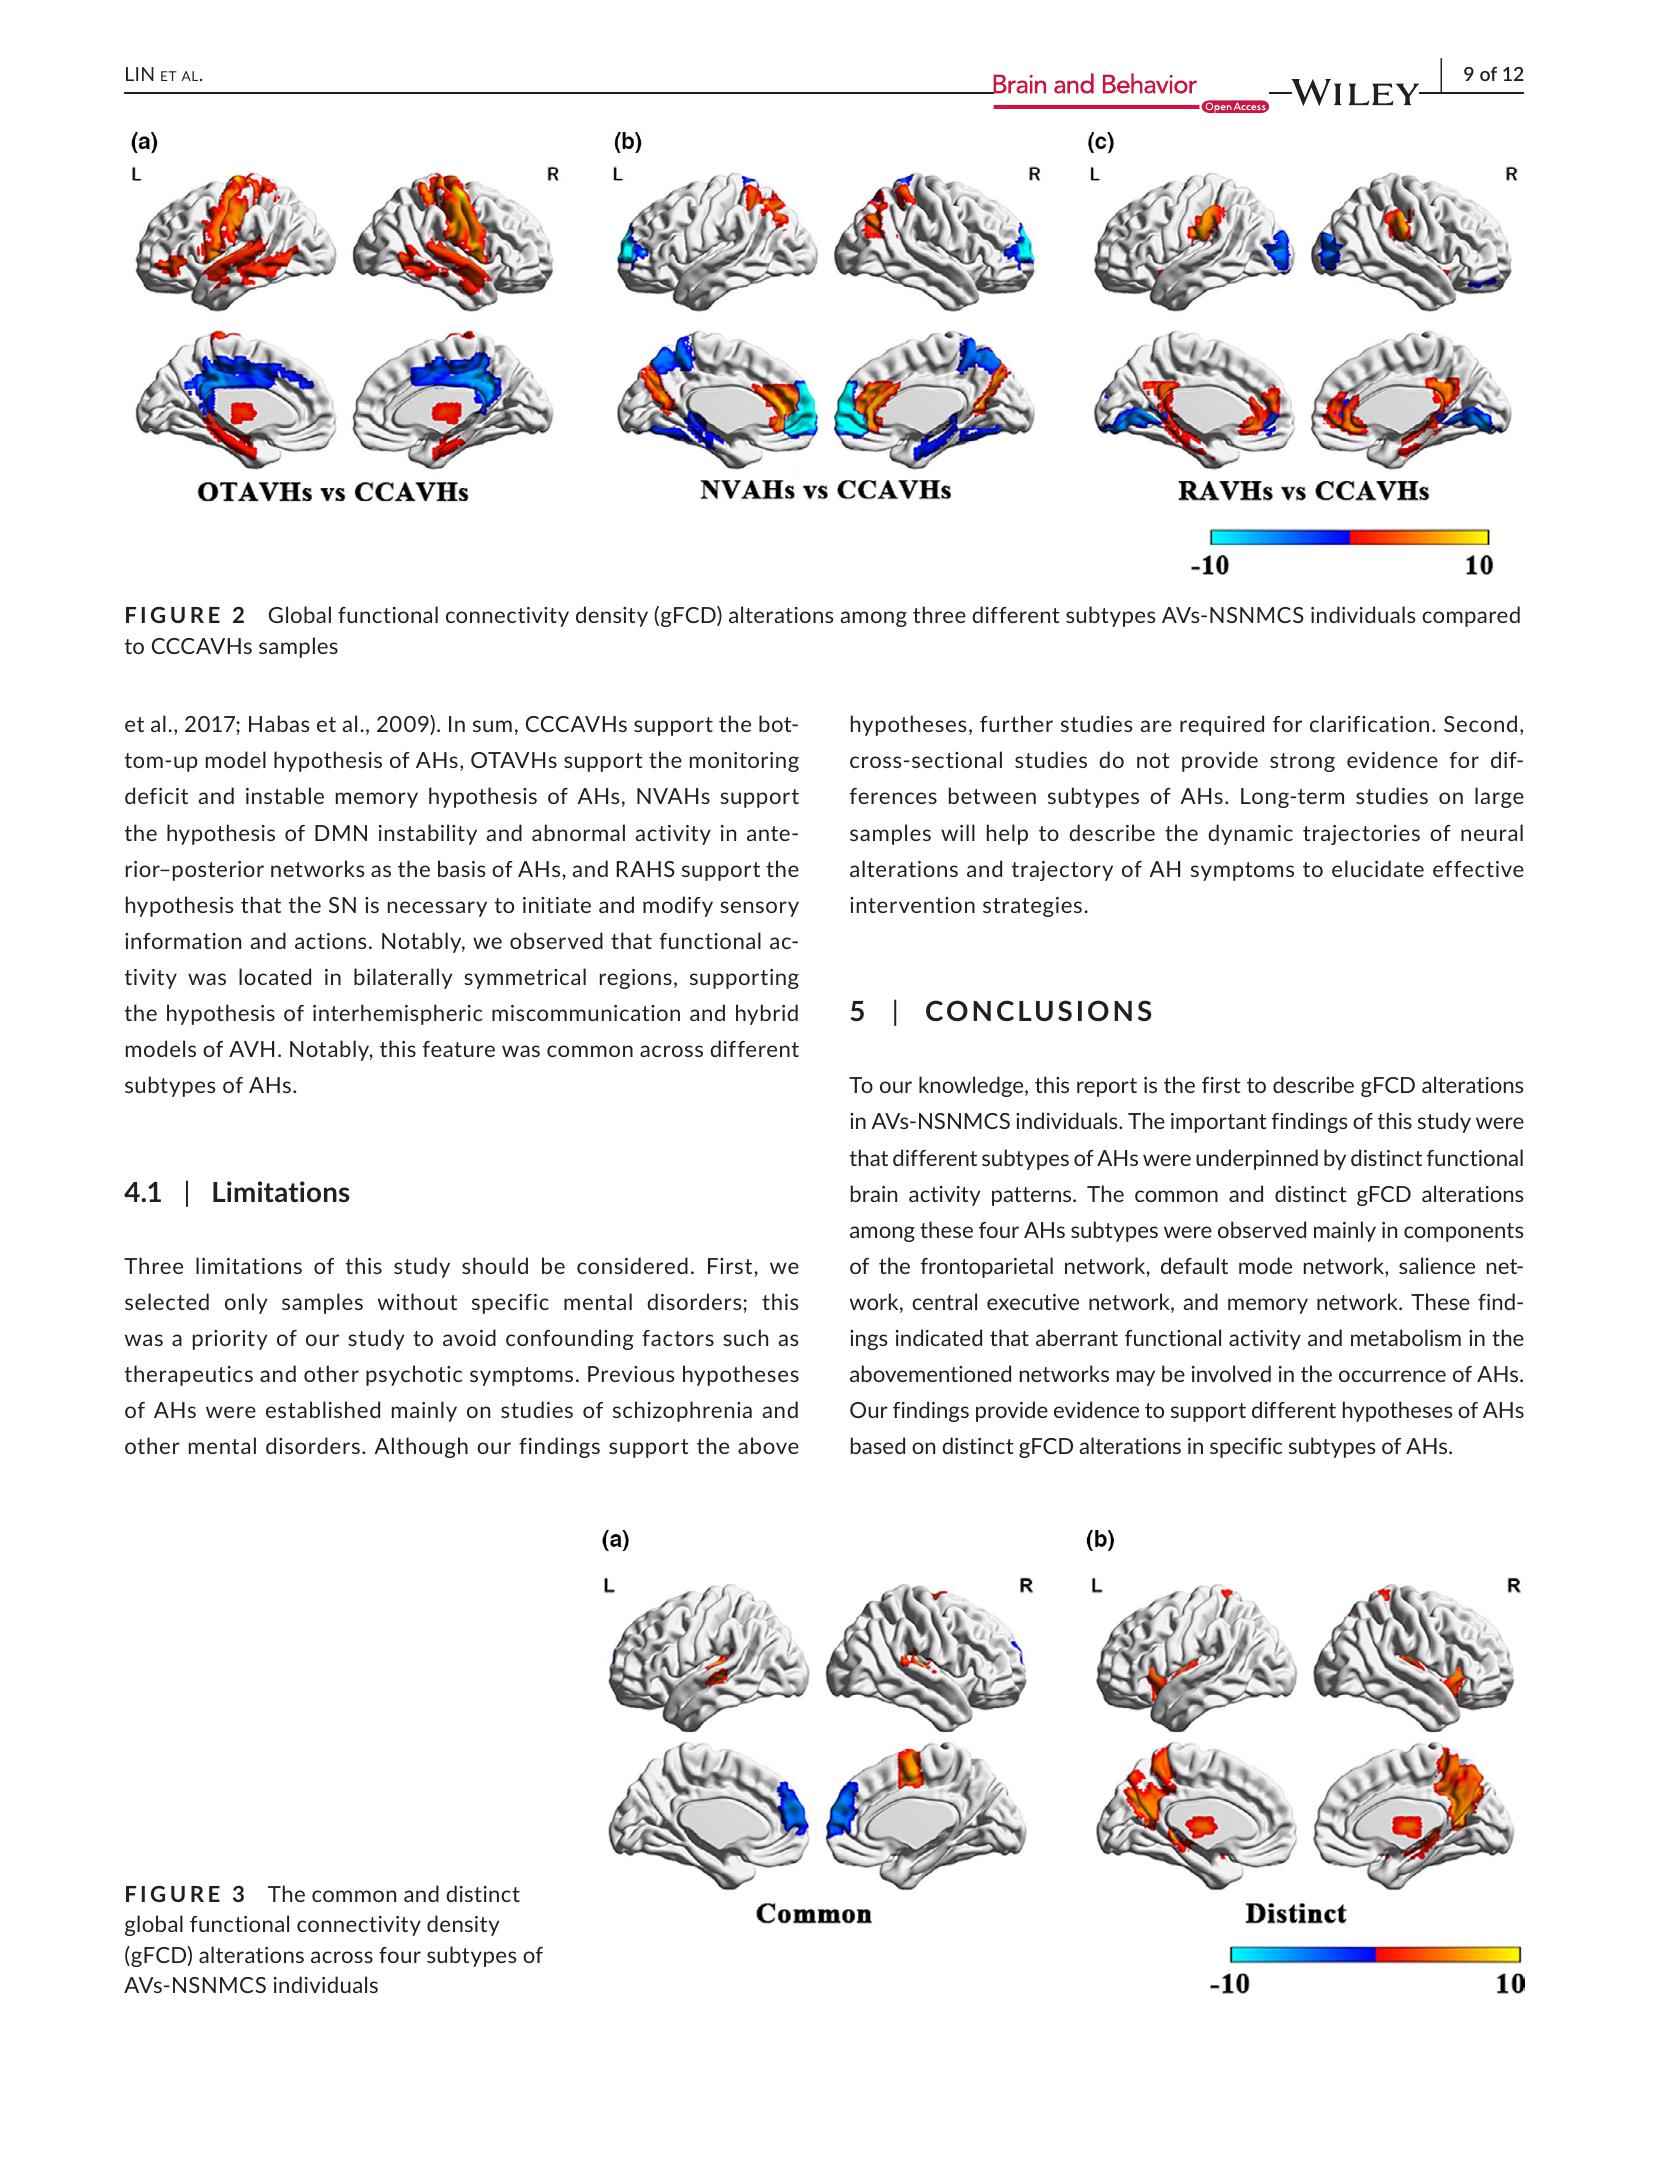 LIN ET AL.
Brain and Behavior
Open Access
WILEY
9 of 12
(a)
(b)
(c)
L
R
L
R
L
R
OTAVHs vs CCAVHs
NVAHs vs CCAVHs
RAVHs vs CCAVHs
-10
10
FIGURE 2 Global functional connectivity density (gFCD) alterations among three different subtypes AVs-NSNMCS individuals compared
to CCCAVHs samples
et al., 2017; Habas et al., 2009). In sum, CCCAVHs support the bot-
tom-up model hypothesis of AHs, OTAVHs support the monitoring
deficit and instable memory hypothesis of AHs, NVAHs support
the hypothesis of DMN instability and abnormal activity in ante-
rior–posterior networks as the basis of AHs, and RAHS support the
hypothesis that the SN is necessary to initiate and modify sensory
information and actions. Notably, we observed that functional ac-
tivity was located in bilaterally symmetrical regions, supporting
the hypothesis of interhemispheric miscommunication and hybrid
models of AVH. Notably, this feature was common across different
subtypes of AHs.
4.1 | Limitations
Three limitations of this study should be considered. First, we
selected only samples without specific mental disorders; this
was a priority of our study to avoid confounding factors such as
therapeutics and other psychotic symptoms. Previous hypotheses
of AHs were established mainly on studies of schizophrenia and
other mental disorders. Although our findings support the above
hypotheses, further studies are required for clarification. Second,
cross-sectional studies do not provide strong evidence for dif-
ferences between subtypes of AHs. Long-term studies on large
samples will help to describe the dynamic trajectories of neural
alterations and trajectory of AH symptoms to elucidate effective
intervention strategies.
5 | CONCLUSIONS
To our knowledge, this report is the first to describe gFCD alterations
in AVs-NSNMCS individuals. The important findings of this study were
that different subtypes of AHs were underpinned by distinct functional
brain activity patterns. The common and distinct gFCD alterations
among these four AHs subtypes were observed mainly in components
of the frontoparietal network, default mode network, salience net-
work, central executive network, and memory network. These find-
ings indicated that aberrant functional activity and metabolism in the
abovementioned networks may be involved in the occurrence of AHs.
Our findings provide evidence to support different hypotheses of AHs
based on distinct gFCD alterations in specific subtypes of AHs.
(a)
(b)
L
R
L
R
Common
Distinct
-10
10
FIGURE 3 The common and distinct
global functional connectivity density
(gFCD) alterations across four subtypes of
AVs-NSNMCS individuals